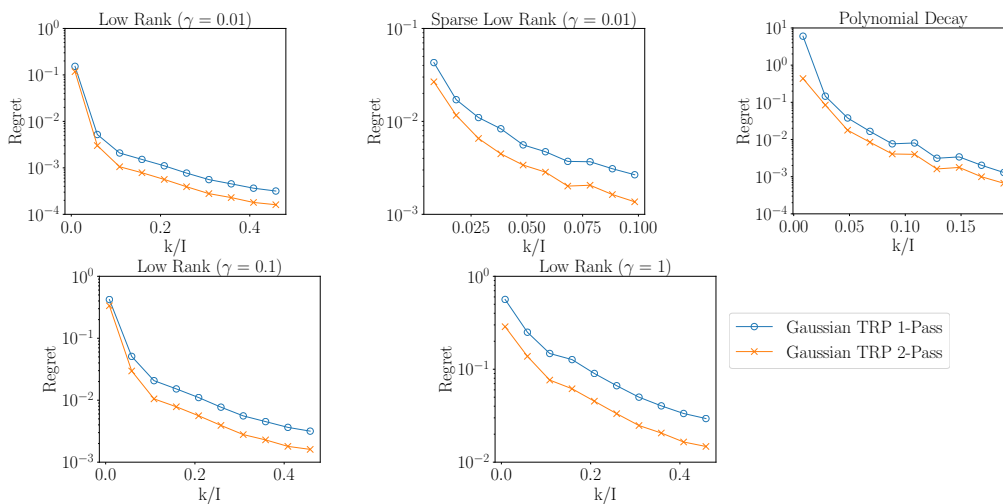 Low Rank (γ = 0.01)
10^0
10^-1
10^-2
10^-3
10^-4
Regret
0.0 0.2 0.4
k/I
Sparse Low Rank (γ = 0.01)
10^-1
10^-2
10^-3
Regret
0.025 0.050 0.075 0.100
k/I
Polynomial Decay
10^1
10^0
10^-1
10^-2
10^-3
10^-4
Regret
0.00 0.05 0.10 0.15
k/I
Low Rank (γ = 0.1)
10^0
10^-1
10^-2
10^-3
Regret
0.0 0.2 0.4
k/I
Low Rank (γ = 1)
10^0
10^-1
10^-2
Regret
0.0 0.2 0.4
k/I
Gaussian TRP 1-Pass
Gaussian TRP 2-Pass